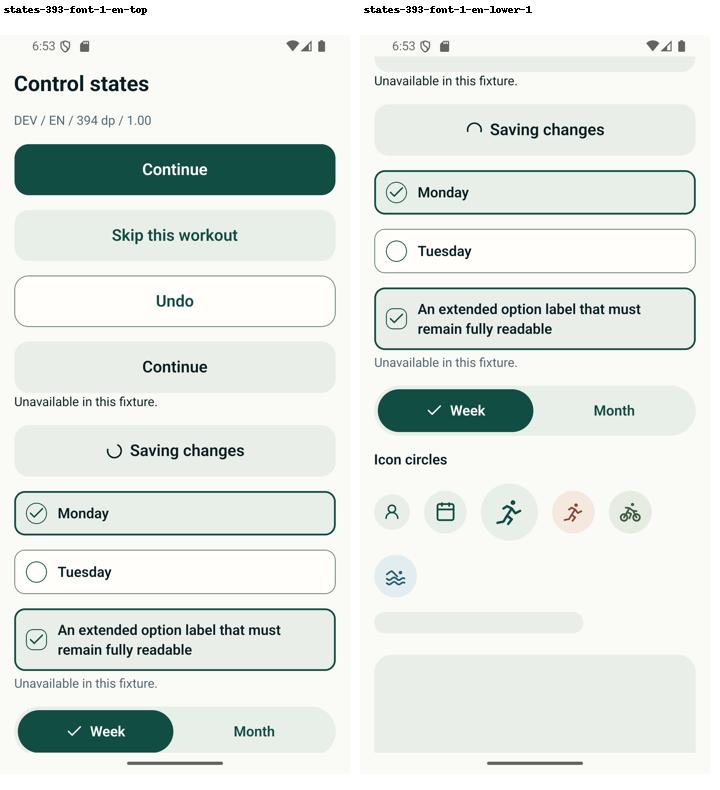 states-393-font-1-en-top
6:53
Control states
DEV / EN / 394 dp / 1.00
Continue
Skip this workout
Undo
Continue
Unavailable in this fixture.
Saving changes
Monday
Tuesday
An extended option label that must
remain fully readable
Unavailable in this fixture.
Week
Month
states-393-font-1-en-lower-1
6:53
Unavailable in this fixture.
Saving changes
Monday
Tuesday
An extended option label that must
remain fully readable
Unavailable in this fixture.
Week
Month
Icon circles